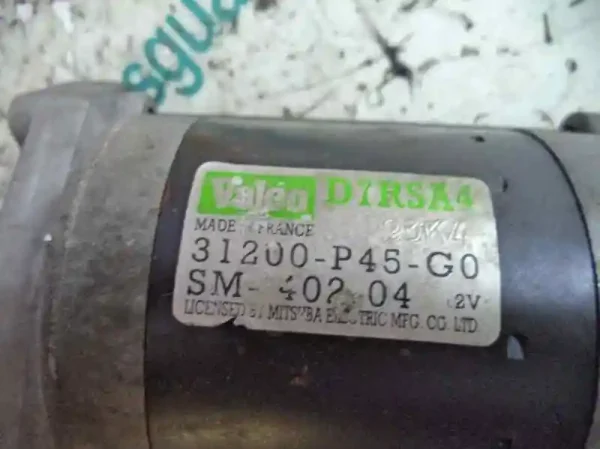 Valeo D7RSA4
MADE IN FRANCE 23K4
31200-P45-G0
SM-402-04 12V
LICENSED BY MITSUBA ELECTRIC MFG. CO. LTD.